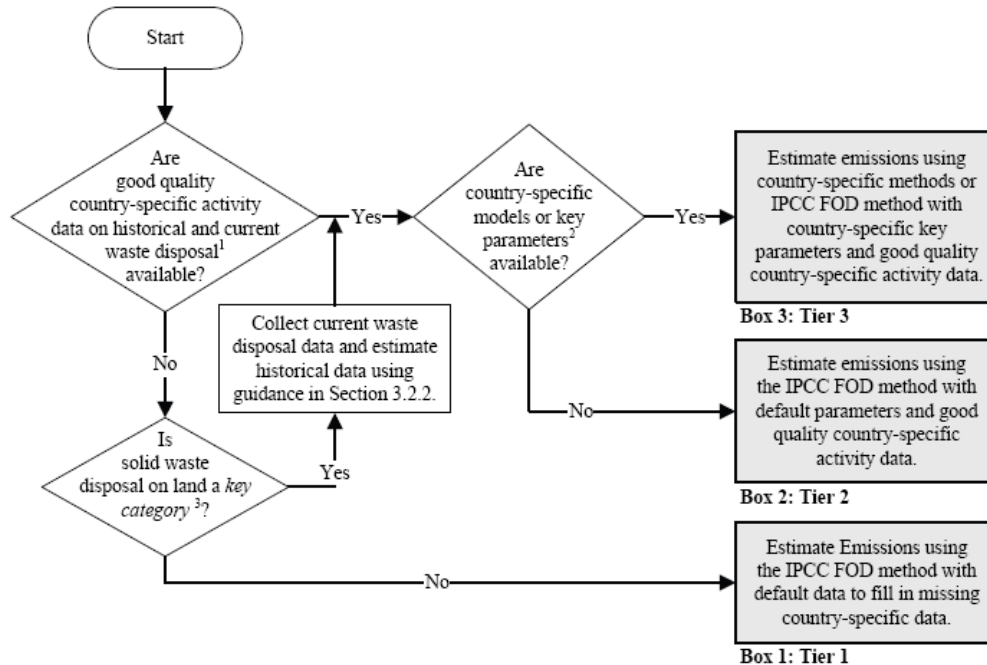 Start
Are
good quality
country-specific activity
data on historical and current
waste disposal¹
available?
Yes
Are
country-specific
models or key
parameters²
available?
Yes
Estimate emissions using
country-specific methods or
IPCC FOD method with
country-specific key
parameters and good quality
country-specific activity data.
Box 3: Tier 3
No
Collect current waste
disposal data and estimate
historical data using
guidance in Section 3.2.2.
No
Estimate emissions using
the IPCC FOD method with
default parameters and good
quality country-specific
activity data.
Box 2: Tier 2
Is
solid waste
disposal on land a key
category ³?
Yes
No
Estimate Emissions using
the IPCC FOD method with
default data to fill in missing
country-specific data.
Box 1: Tier 1